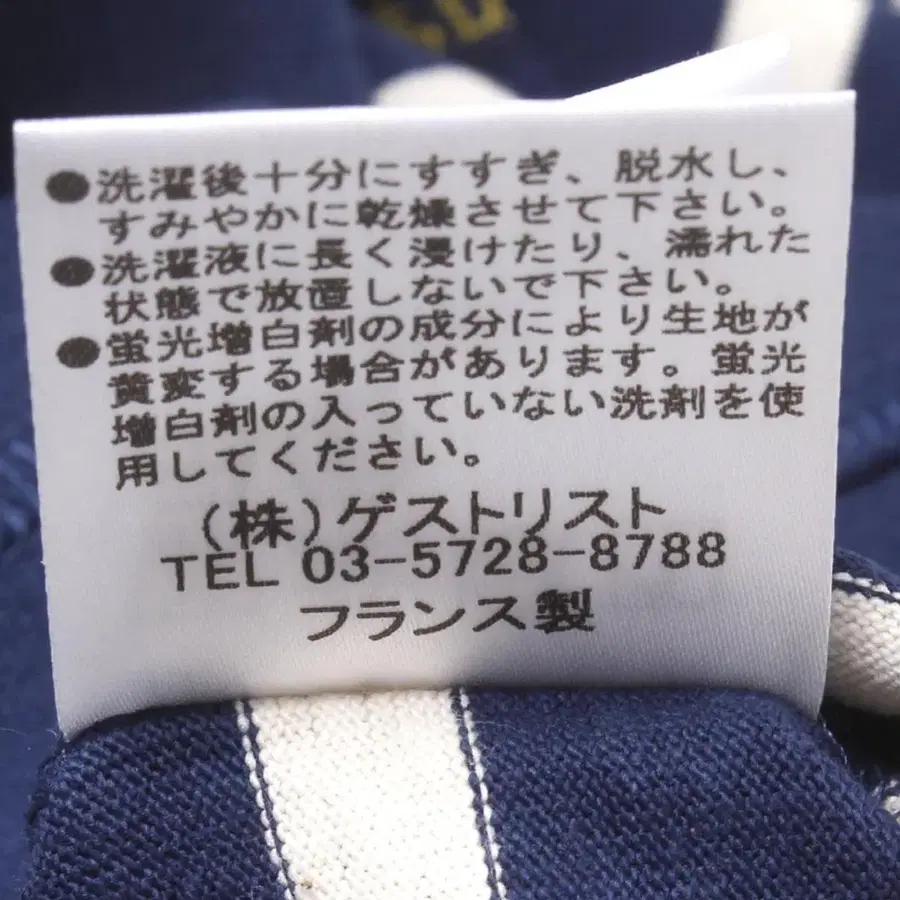 ●洗濯後十分にすすぎ、脱水し、
すみやかに乾燥させて下さい。
●洗濯液に長く浸けたり、濡れた
状態で放置しないで下さい。
●蛍光増白剤の成分により生地が
黄変する場合があります。蛍光
増白剤の入っていない洗剤を使
用してください。
(株)ゲストリスト
TEL 03-5728-8788
フランス製